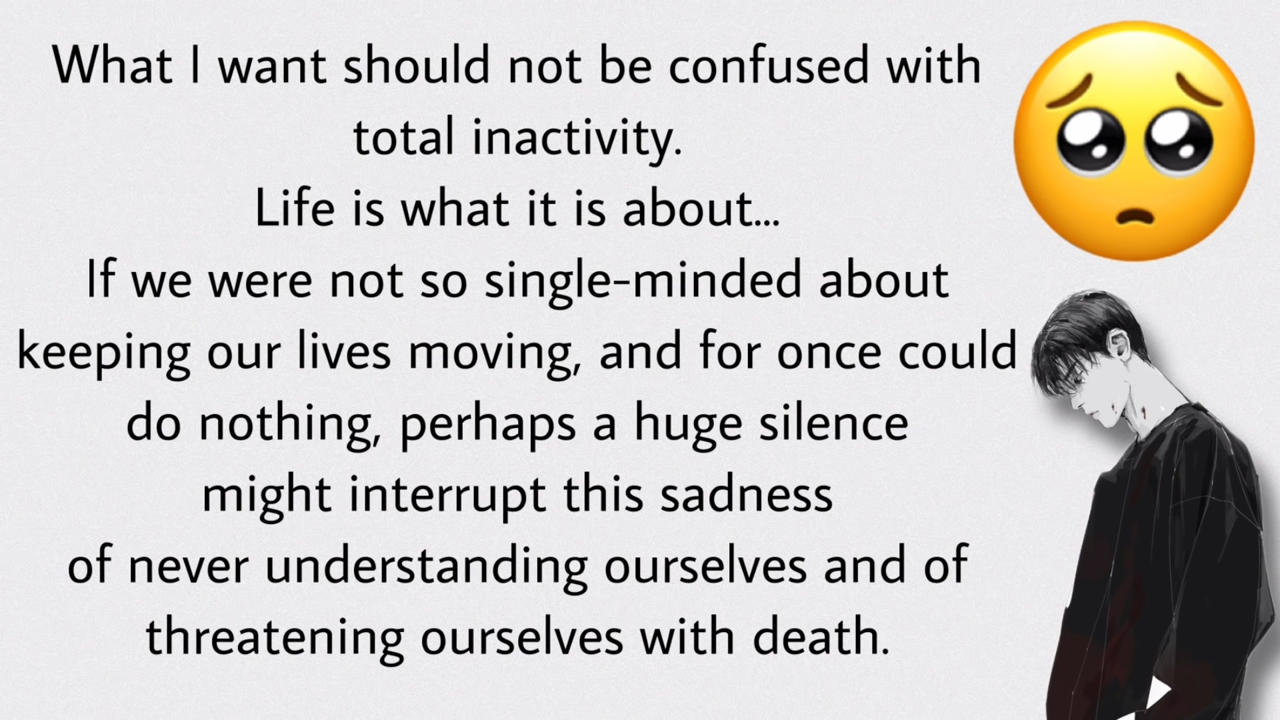 What I want should not be confused with
total inactivity.
Life is what it is about...
If we were not so single-minded about
keeping our lives moving, and for once could
do nothing, perhaps a huge silence
might interrupt this sadness
of never understanding ourselves and of
threatening ourselves with death.